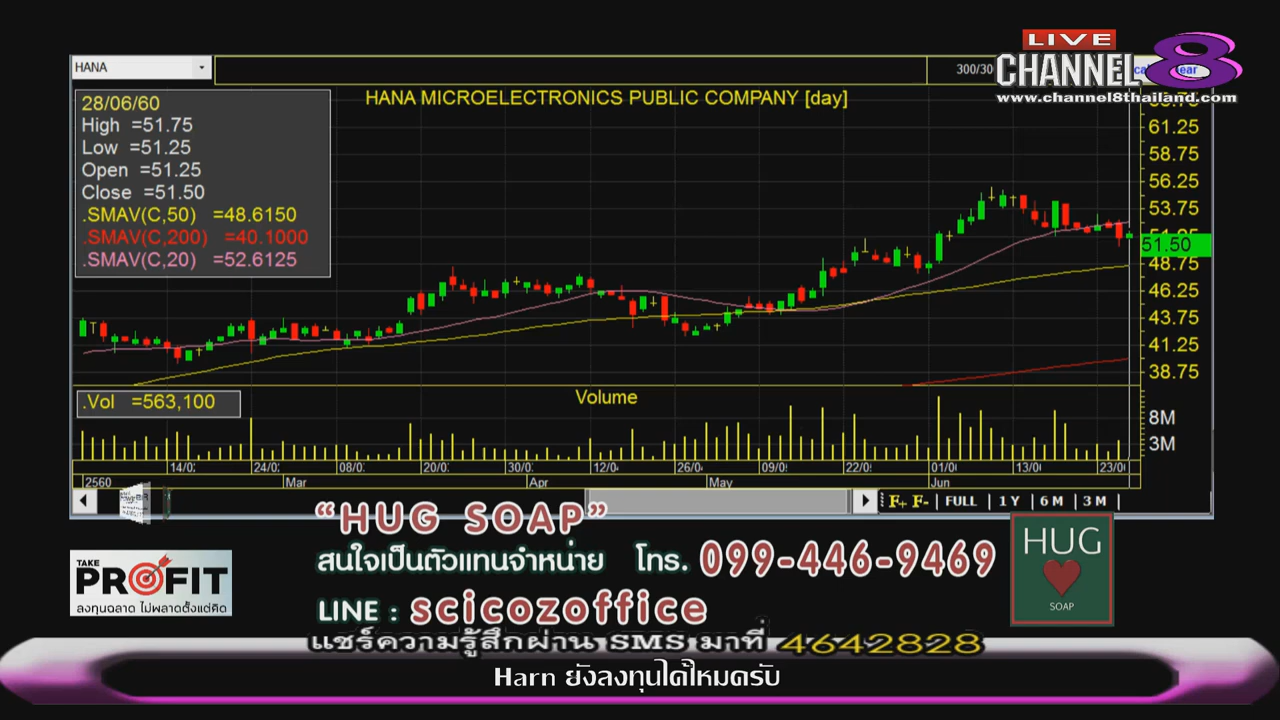 LIVE
CHANNEL 8
www.channel8thailand.com
HANA
300/30
HANA MICROELECTRONICS PUBLIC COMPANY [day]
28/06/60
High =51.75
Low =51.25
Open =51.25
Close =51.50
.SMAV(C,50) =48.6150
.SMAV(C,200) =40.1000
.SMAV(C,20) =52.6125
61.25
58.75
56.25
53.75
51.50
48.75
46.25
43.75
41.25
38.75
.Vol =563,100
Volume
8M
3M
14/0 24/0 08/0 20/0 30/0 12/0 26/0 09/0 22/0 01/0 13/0 23/0
2560 Mar Apr May Jun
F+ F- | FULL | 1 Y | 6 M | 3 M |
"HUG SOAP"
สนใจเป็นตัวแทนจำหน่าย โทร. 099-446-9469
LINE : scicozoffice
HUG
SOAP
TAKE
PROFIT
ลงทุนฉลาด ไม่พลาดตั้งแต่คิด
แชร์ความรู้สึกผ่าน SMS มาที่ 4642828
Harn ยังลงทุนได้ไหมครับ